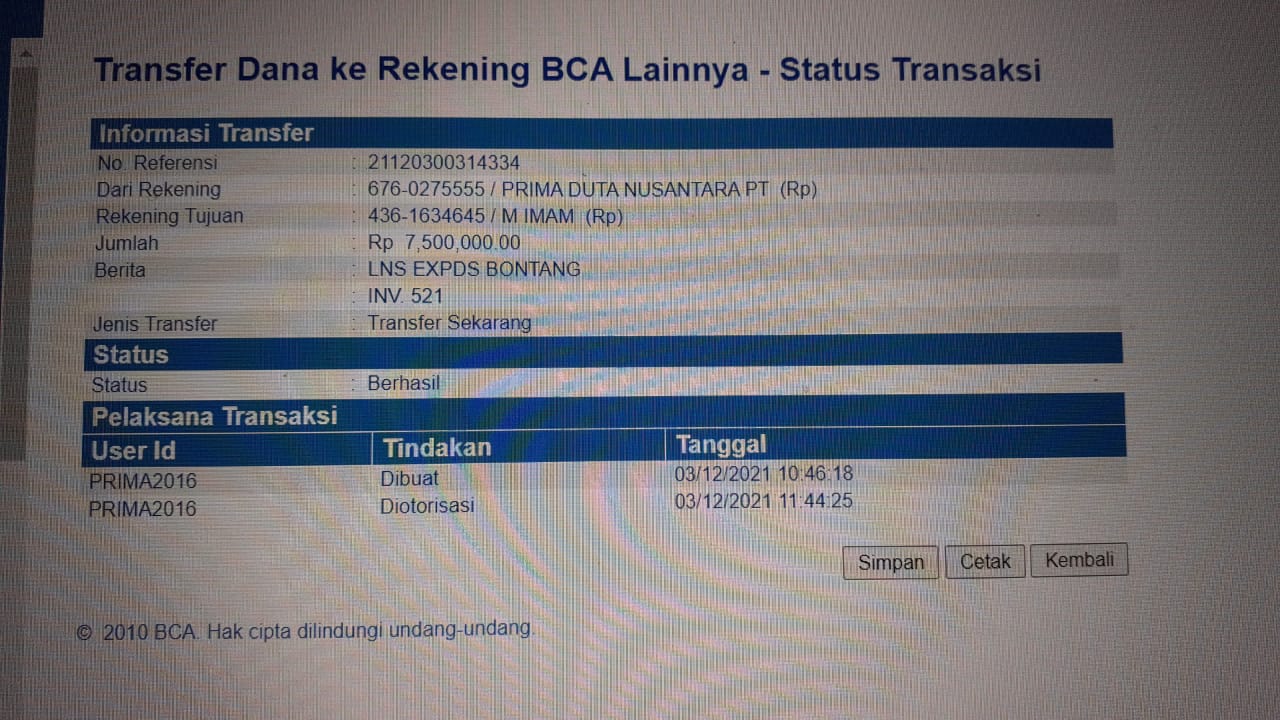 Transfer Dana ke Rekening BCA Lainnya - Status Transaksi
Informasi Transfer
No. Referensi : 21120300314334
Dari Rekening : 676-0275555 / PRIMA DUTA NUSANTARA PT (Rp)
Rekening Tujuan : 436-1634645 / M IMAM (Rp)
Jumlah : Rp 7,500,000.00
Berita : LNS EXPDS BONTANG
: INV. 521
Jenis Transfer : Transfer Sekarang
Status
Status : Berhasil
Pelaksana Transaksi
User Id Tindakan Tanggal
PRIMA2016 Dibuat 03/12/2021 10:46:18
PRIMA2016 Diotorisasi 03/12/2021 11:44:25
Simpan Cetak Kembali
© 2010 BCA. Hak cipta dilindungi undang-undang.